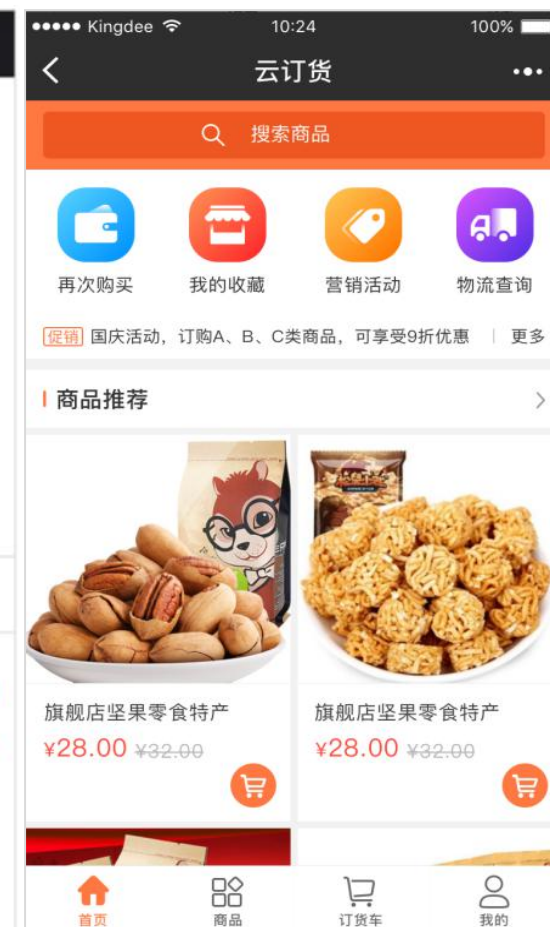 Kingdee 10:24 100%
云订货
搜索商品
再次购买 我的收藏 营销活动 物流查询
促销 国庆活动，订购A、B、C类商品，可享受9折优惠 更多
商品推荐
旗舰店坚果零食特产 旗舰店坚果零食特产
¥28.00 ¥32.00 ¥28.00 ¥32.00
首页 商品 订货车 我的